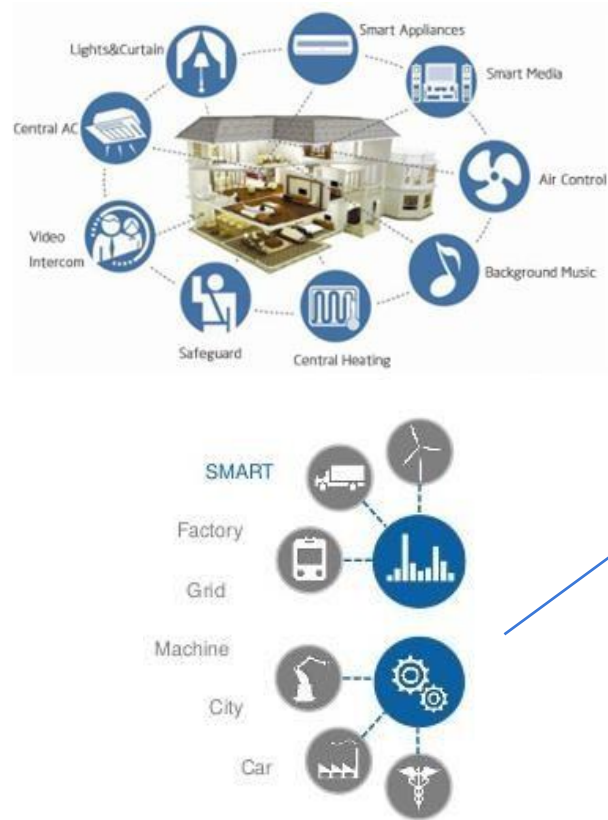 Smart Appliances
Lights&Curtain
Smart Media
Central AC
Air Control
Video
Intercom
Background Music
Safeguard
Central Heating
SMART
Factory
Grid
Machine
City
Car